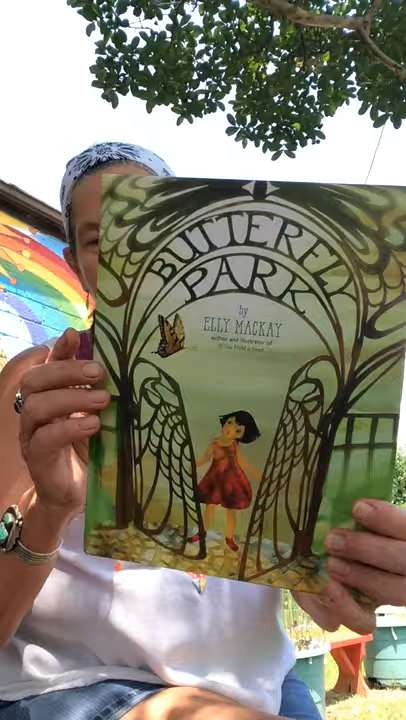 BUTTERFLY
PARK
by
ELLY MACKAY
author and illustrator of
If You Hold a Seed